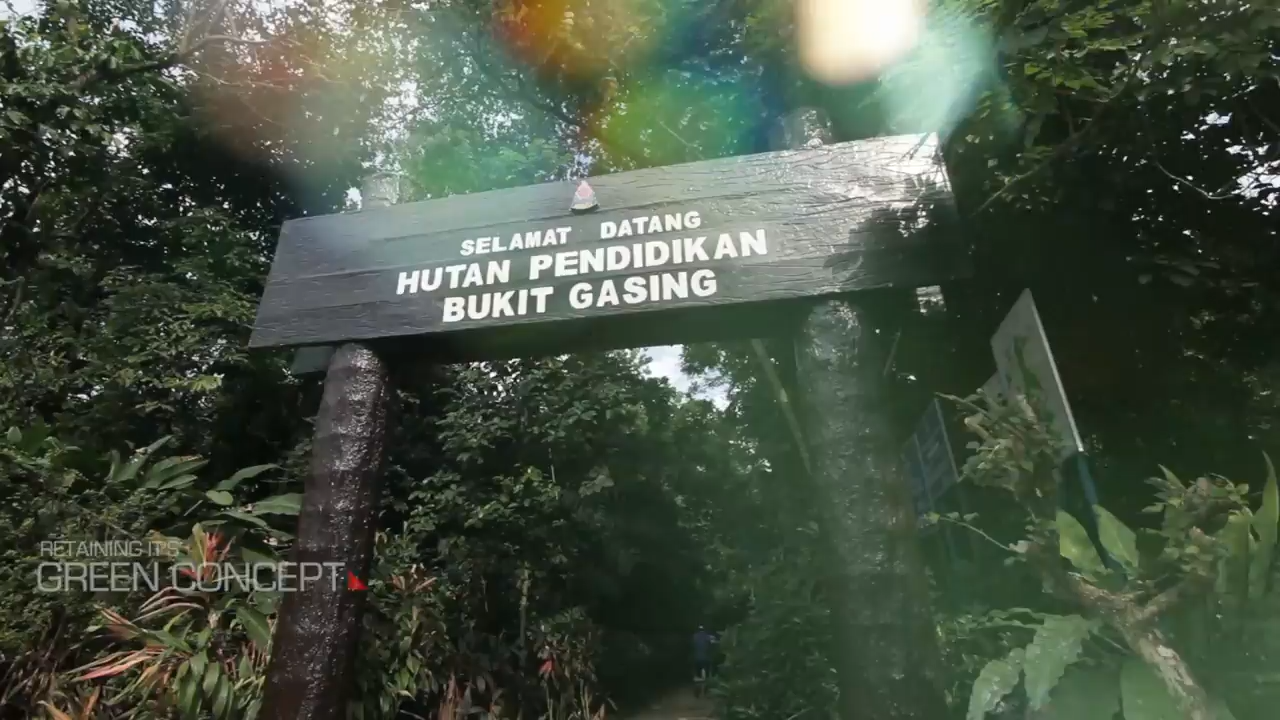 SELAMAT DATANG
HUTAN PENDIDIKAN
BUKIT GASING
RETAINING IT'S
GREEN CONCEPT